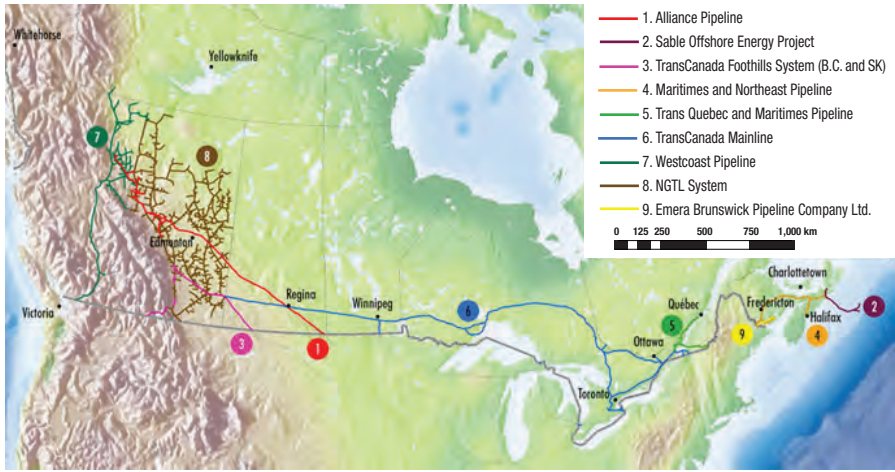 Whitehorse
Yellowknife
7
8
Edmonton
Regina
Winnipeg
Victoria
3
1
6
Québec
5
Ottawa
Toronto
Charlottetown
Fredericton
Halifax
9
4
2
1. Alliance Pipeline
2. Sable Offshore Energy Project
3. TransCanada Foothills System (B.C. and SK)
4. Maritimes and Northeast Pipeline
5. Trans Quebec and Maritimes Pipeline
6. TransCanada Mainline
7. Westcoast Pipeline
8. NGTL System
9. Emera Brunswick Pipeline Company Ltd.
0 125 250 500 750 1,000 km